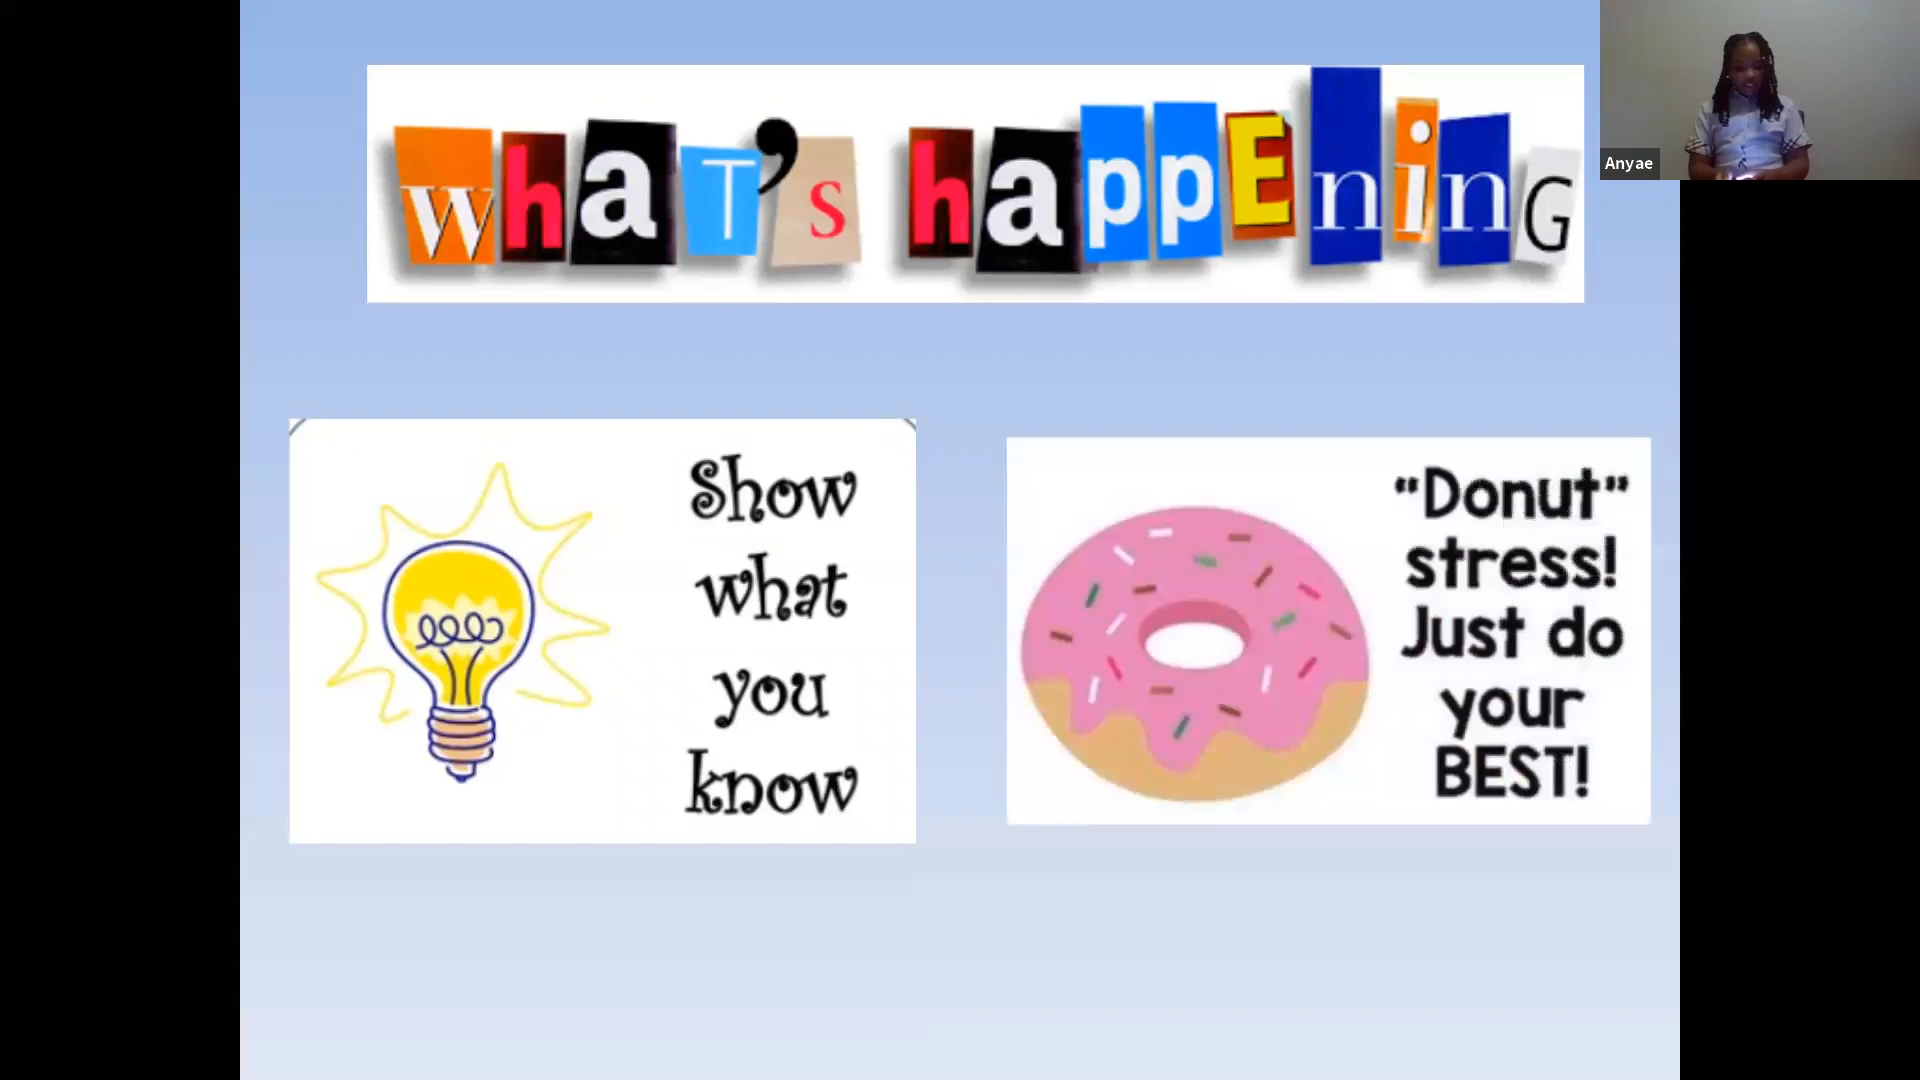 whaT's happEninG
Anyae
Show
what
you
know
"Donut"
stress!
Just do
your
BEST!